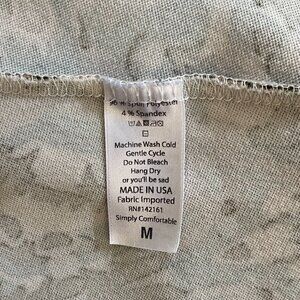 96% Spun Polyester
4% Spandex
Machine Wash Cold
Gentle Cycle
Do Not Bleach
Hang Dry
or you'll be sad
MADE IN USA
Fabric Imported
RN#142161
Simply Comfortable
M